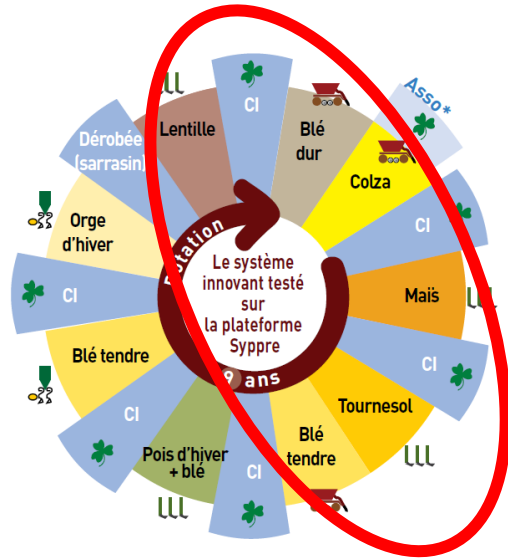 CI
Blé
dur
Asso*
Colza
CI
Maïs
CI
Tournesol
Blé
tendre
CI
Pois d'hiver
+ blé
CI
Blé tendre
CI
Orge
d'hiver
Dérobée
(sarrasin)
Lentille
Rotation
9 ans
Le système
innovant testé
sur
la plateforme
Syppre